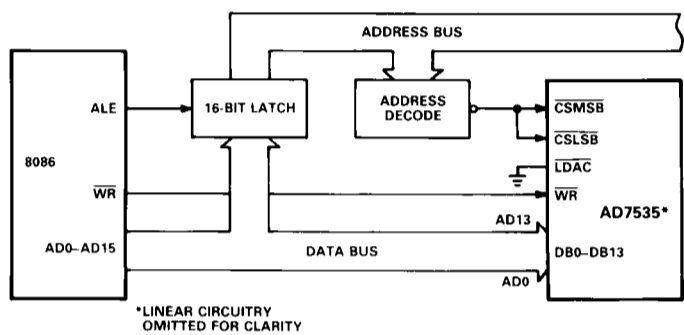 ADDRESS BUS
ALE
16-BIT LATCH
ADDRESS
DECODE
CSMSB
CSLSB
8086
LDAC
WR
WR
AD7535*
AD13
AD0–AD15
DATA BUS
DB0–DB13
AD0
*LINEAR CIRCUITRY
OMITTED FOR CLARITY